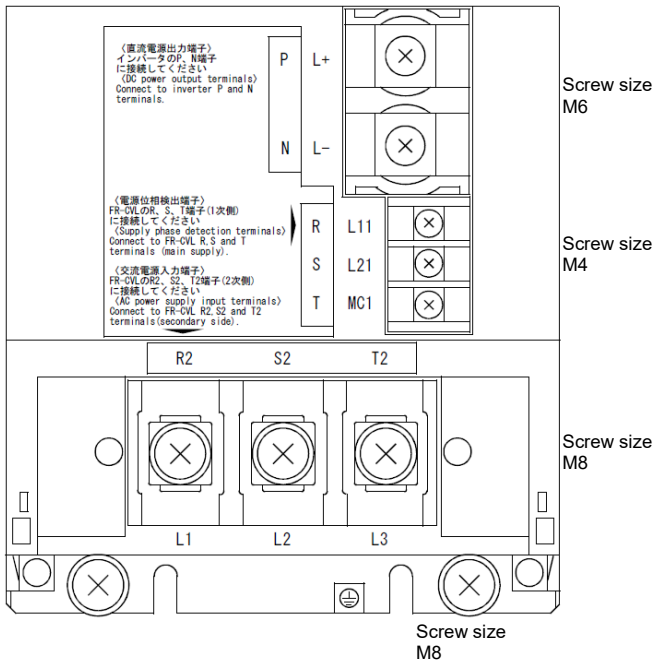 〈直流電源出力端子〉
インバータのP、N端子
に接続してください
〈DC power output terminals〉
Connect to inverter P and N
terminals.
P L+
N L-
Screw size
M6
〈電源位相検出端子〉
FR-CVLのR、S、T端子(1次側)
に接続してください
〈Supply phase detection terminals〉
Connect to FR-CVL R,S and T
terminals (main supply).
〈交流電源入力端子〉
FR-CVLのR2、S2、T2端子(2次側)
に接続してください
〈AC power supply input terminals〉
Connect to FR-CVL R2,S2 and T2
terminals(secondary side).
R L11
S L21
T MC1
Screw size
M4
R2 S2 T2
Screw size
M8
L1 L2 L3
Screw size
M8